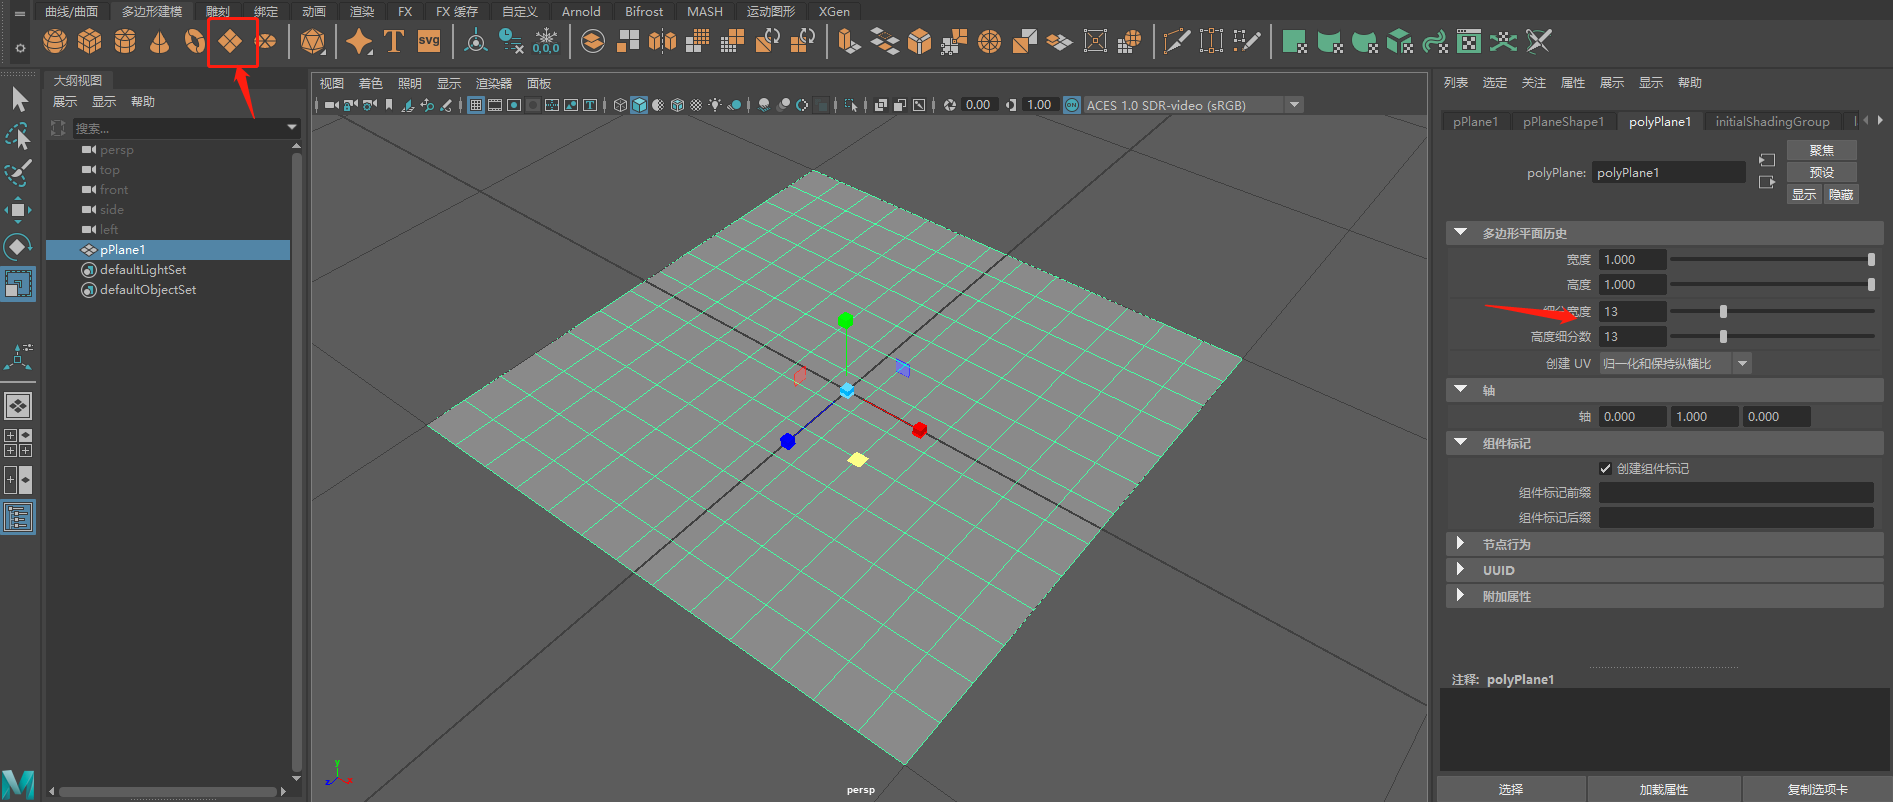 曲线/曲面 多边形建模 雕刻 绑定 动画 渲染 FX FX 缓存 自定义 Arnold Bifrost MASH 运动图形 XGen
T SVG 0,0,0
大纲视图
展示 显示 帮助
搜索...
persp
top
front
side
left
pPlane1
defaultLightSet
defaultObjectSet
视图 着色 照明 显示 渲染器 面板
0.00 1.00 ON ACES 1.0 SDR-video (sRGB)
y
z x
persp
列表 选定 关注 属性 展示 显示 帮助
pPlane1 pPlaneShape1 polyPlane1 initialShadingGroup
polyPlane: polyPlane1
聚焦
预设
显示 隐藏
多边形平面历史
宽度 1.000
高度 1.000
细分宽度 13
高度细分数 13
创建 UV 归一化和保持纵横比
轴
轴 0.000 1.000 0.000
组件标记
创建组件标记
组件标记前缀
组件标记后缀
节点行为
UUID
附加属性
注释: polyPlane1
选择 加载属性 复制选项卡